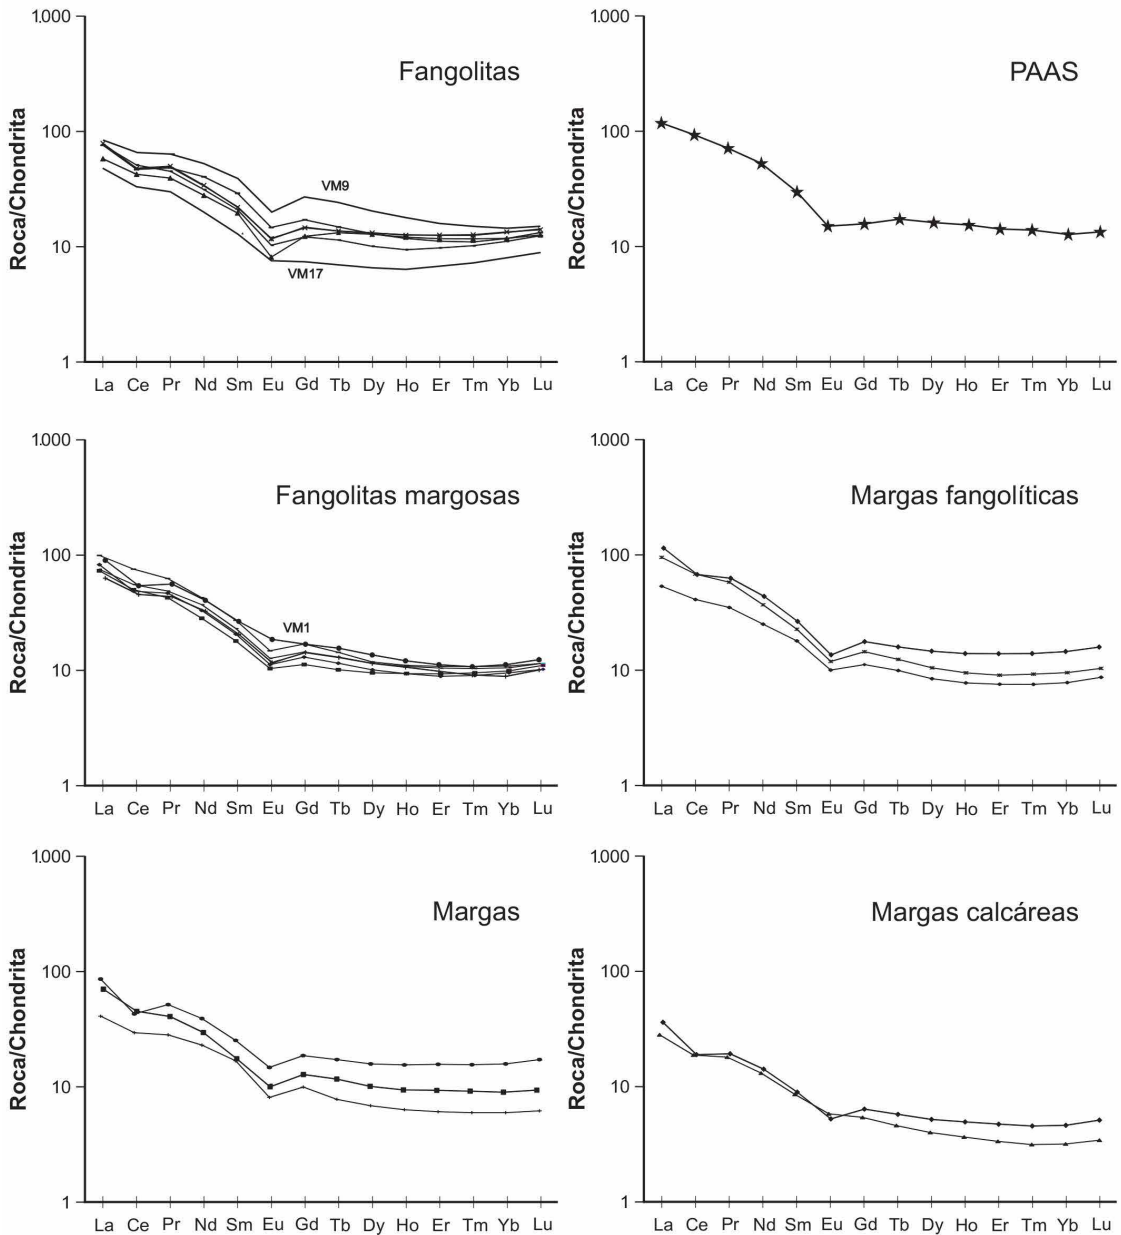 1.000
100
10
1
Roca/Chondrita
Fangolitas
VM9
VM17
La Ce Pr Nd Sm Eu Gd Tb Dy Ho Er Tm Yb Lu
1.000
100
10
1
Roca/Chondrita
PAAS
La Ce Pr Nd Sm Eu Gd Tb Dy Ho Er Tm Yb Lu
1.000
100
10
1
Roca/Chondrita
Fangolitas margosas
VM1
La Ce Pr Nd Sm Eu Gd Tb Dy Ho Er Tm Yb Lu
1.000
100
10
1
Roca/Chondrita
Margas fangolíticas
La Ce Pr Nd Sm Eu Gd Tb Dy Ho Er Tm Yb Lu
1.000
100
10
1
Roca/Chondrita
Margas
La Ce Pr Nd Sm Eu Gd Tb Dy Ho Er Tm Yb Lu
1.000
100
10
1
Roca/Chondrita
Margas calcáreas
La Ce Pr Nd Sm Eu Gd Tb Dy Ho Er Tm Yb Lu